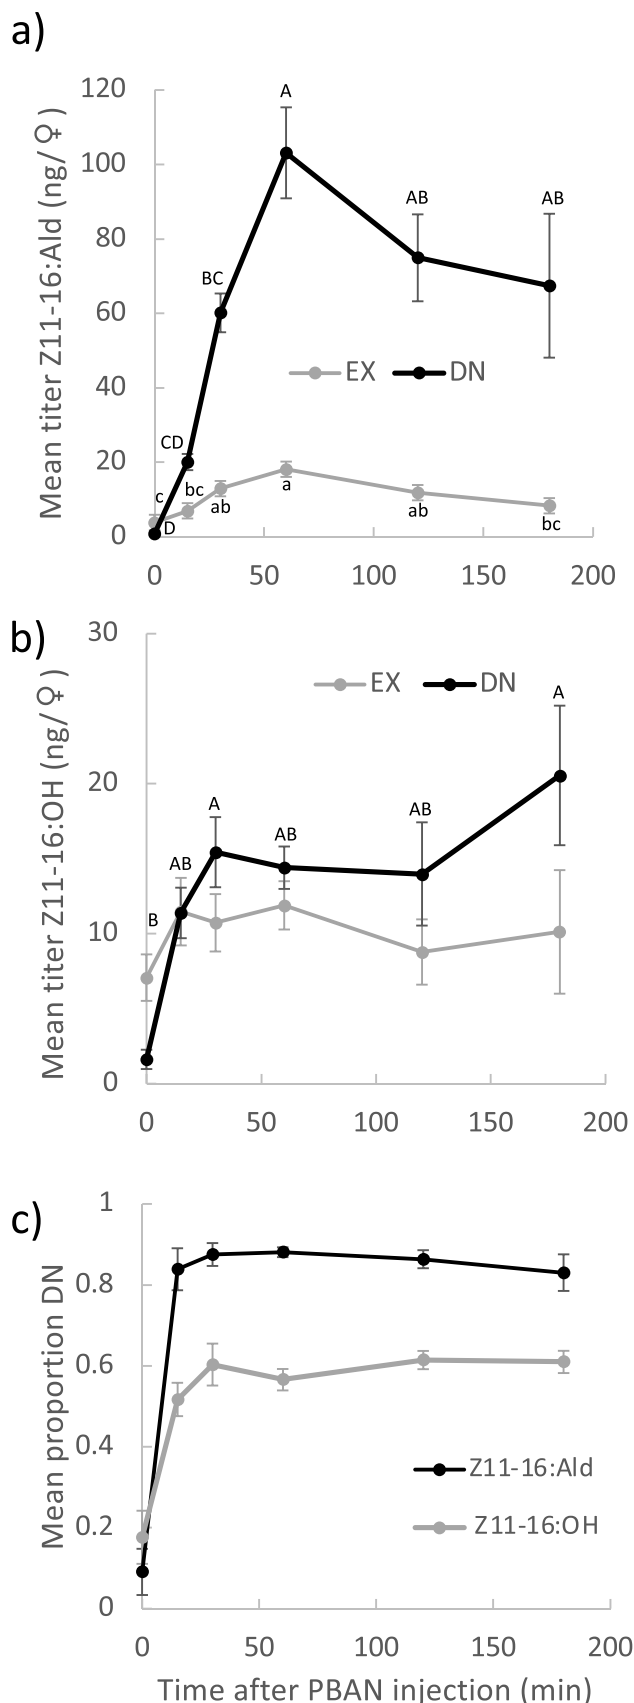 a)
Mean titer Z11-16:Ald (ng/♀)
120
100
80
60
40
20
0
A
AB
AB
BC
CD
D
c
bc
ab
a
ab
bc
EX DN
0 50 100 150 200
b)
Mean titer Z11-16:OH (ng/♀)
30
20
10
0
EX DN
B
AB
A
AB
AB
A
0 50 100 150 200
c)
Mean proportion DN
1
0.8
0.6
0.4
0.2
0
Z11-16:Ald
Z11-16:OH
0 50 100 150 200
Time after PBAN injection (min)